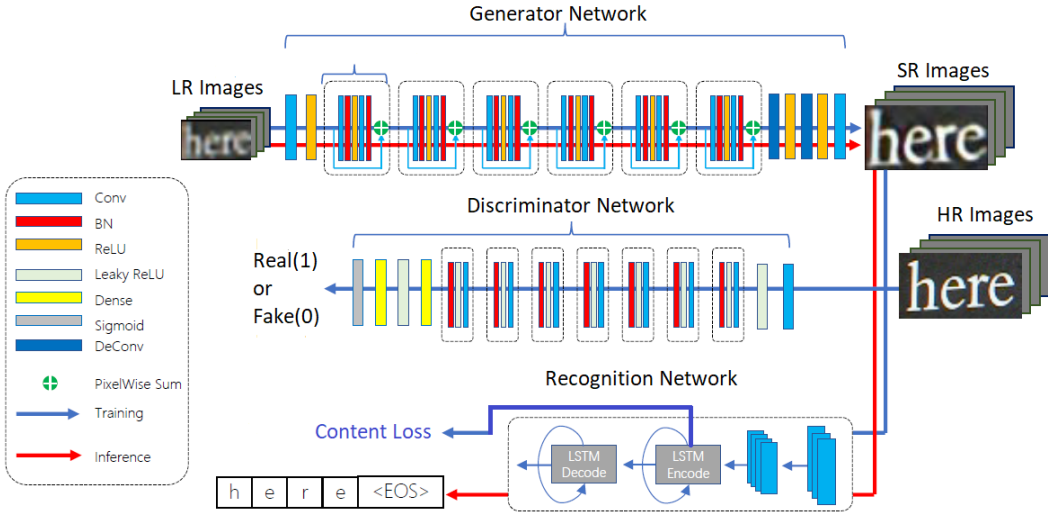 Generator Network
LR Images
SR Images
here
here
Conv
BN
ReLU
Leaky ReLU
Dense
Sigmoid
DeConv
PixelWise Sum
Training
Inference
Discriminator Network
HR Images
Real(1)
or
Fake(0)
here
Recognition Network
Content Loss
LSTM
Decode
LSTM
Encode
h e r e <EOS>